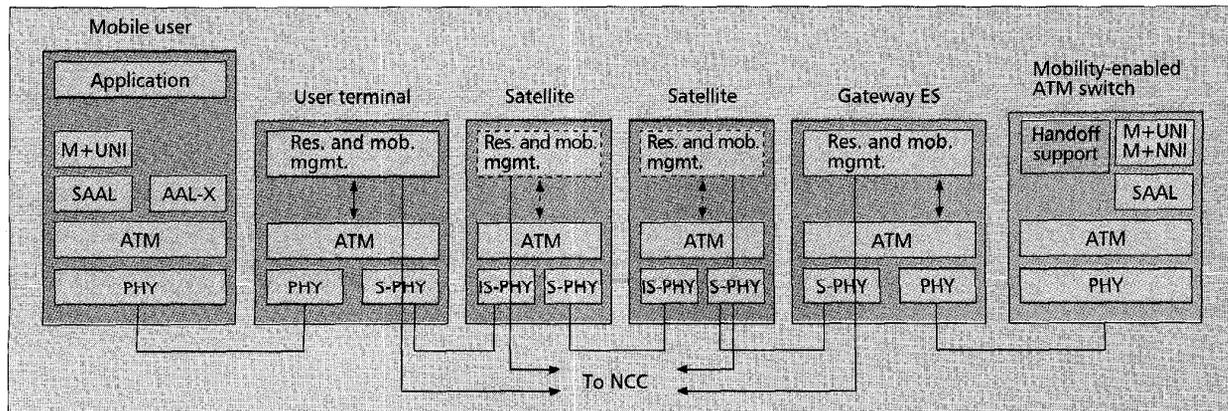 Mobile user
Application
M+UNI
SAAL AAL-X
ATM
PHY
User terminal
Res. and mob.
mgmt.
ATM
PHY S-PHY
Satellite
Res. and mob.
mgmt.
ATM
IS-PHY S-PHY
Satellite
Res. and mob.
mgmt.
ATM
IS-PHY S-PHY
Gateway ES
Res. and mob.
mgmt.
ATM
S-PHY PHY
Mobility-enabled
ATM switch
Handoff
support
M+UNI
M+NNI
SAAL
ATM
PHY
To NCC